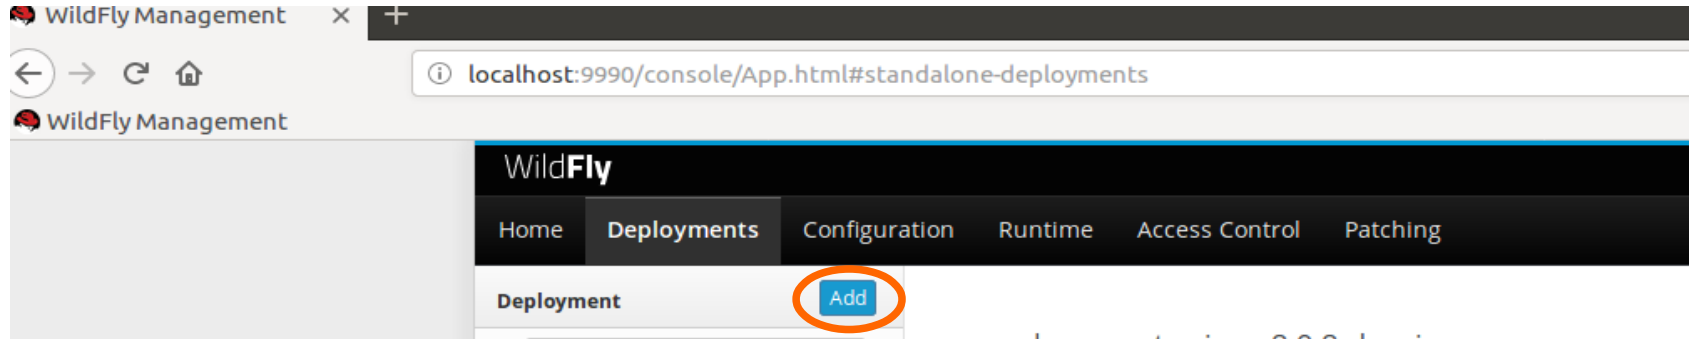 WildFly Management
localhost:9990/console/App.html#standalone-deployments
WildFly Management
WildFly
Home Deployments Configuration Runtime Access Control Patching
Deployment Add